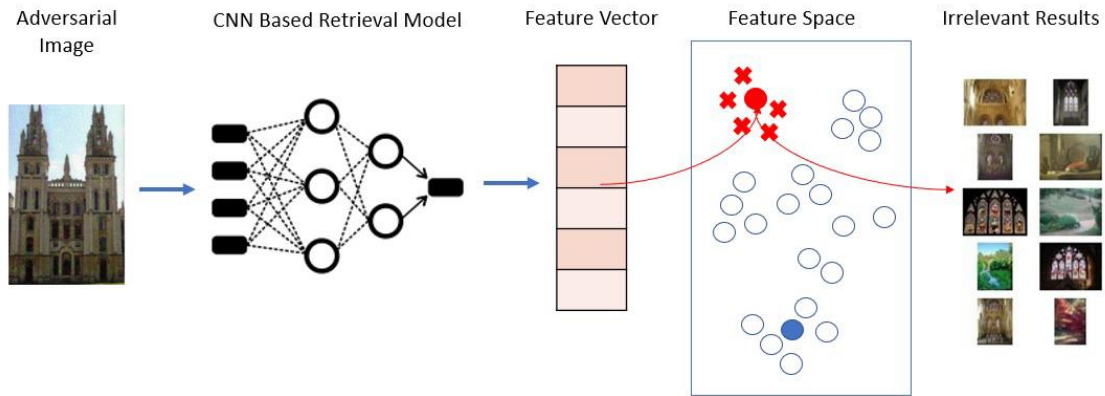 Adversarial
Image
CNN Based Retrieval Model
Feature Vector
Feature Space
Irrelevant Results